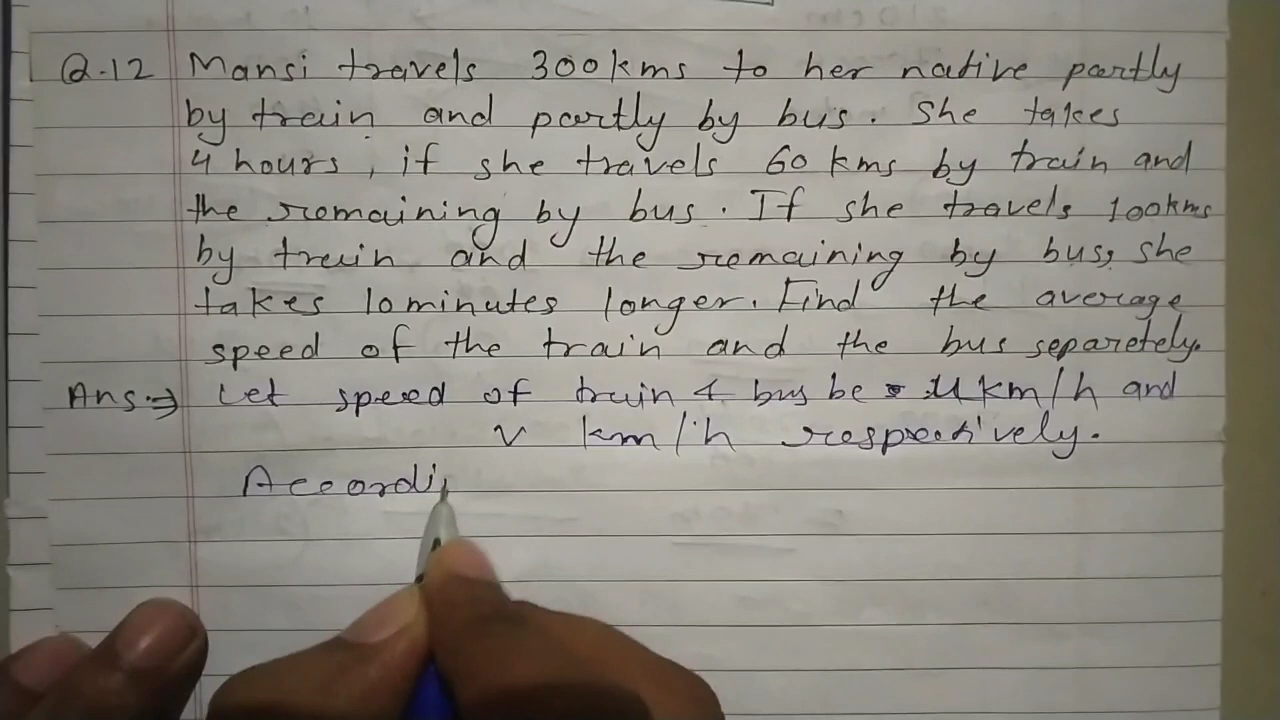 Q.12 Mansi travels 300kms to her native partly
by train and partly by bus. She takes
4 hours, if she travels 60 kms by train and
the remaining by bus. If she travels 100kms
by train and the remaining by bus, she
takes 10 minutes longer. Find the average
speed of the train and the bus separetely.
Ans:⇒ Let speed of train & bus be u km/h and
v km/h respectively.
Accordi